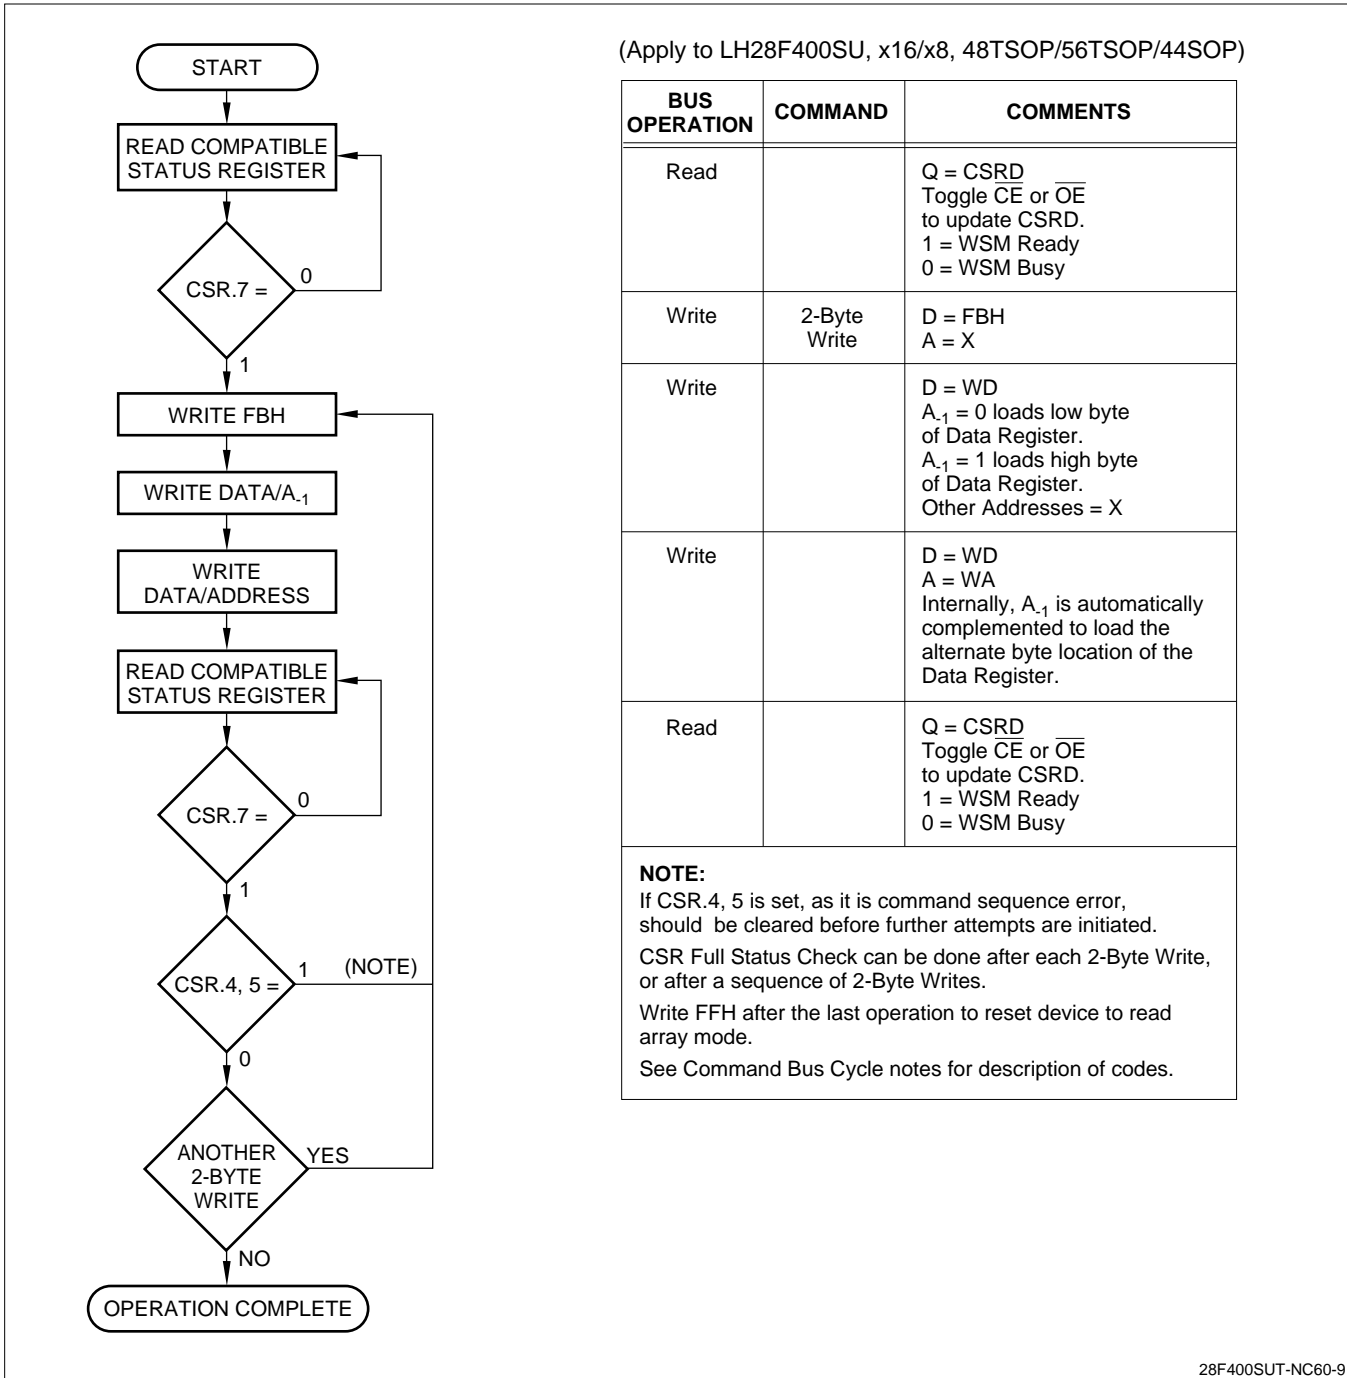 START
READ COMPATIBLE
STATUS REGISTER
CSR.7 =
0
1
WRITE FBH
WRITE DATA/A-1
WRITE
DATA/ADDRESS
READ COMPATIBLE
STATUS REGISTER
CSR.7 =
0
1
CSR.4, 5 =
1
(NOTE)
0
ANOTHER
2-BYTE
WRITE
YES
NO
OPERATION COMPLETE
(Apply to LH28F400SU, x16/x8, 48TSOP/56TSOP/44SOP)
BUS
OPERATION
COMMAND
COMMENTS
Read
Q = CSRD
Toggle C̅E̅ or O̅E̅
to update CSRD.
1 = WSM Ready
0 = WSM Busy
Write
2-Byte
Write
D = FBH
A = X
Write
D = WD
A-1 = 0 loads low byte
of Data Register.
A-1 = 1 loads high byte
of Data Register.
Other Addresses = X
Write
D = WD
A = WA
Internally, A-1 is automatically
complemented to load the
alternate byte location of the
Data Register.
Read
Q = CSRD
Toggle C̅E̅ or O̅E̅
to update CSRD.
1 = WSM Ready
0 = WSM Busy
NOTE:
If CSR.4, 5 is set, as it is command sequence error,
should be cleared before further attempts are initiated.
CSR Full Status Check can be done after each 2-Byte Write,
or after a sequence of 2-Byte Writes.
Write FFH after the last operation to reset device to read
array mode.
See Command Bus Cycle notes for description of codes.
28F400SUT-NC60-9